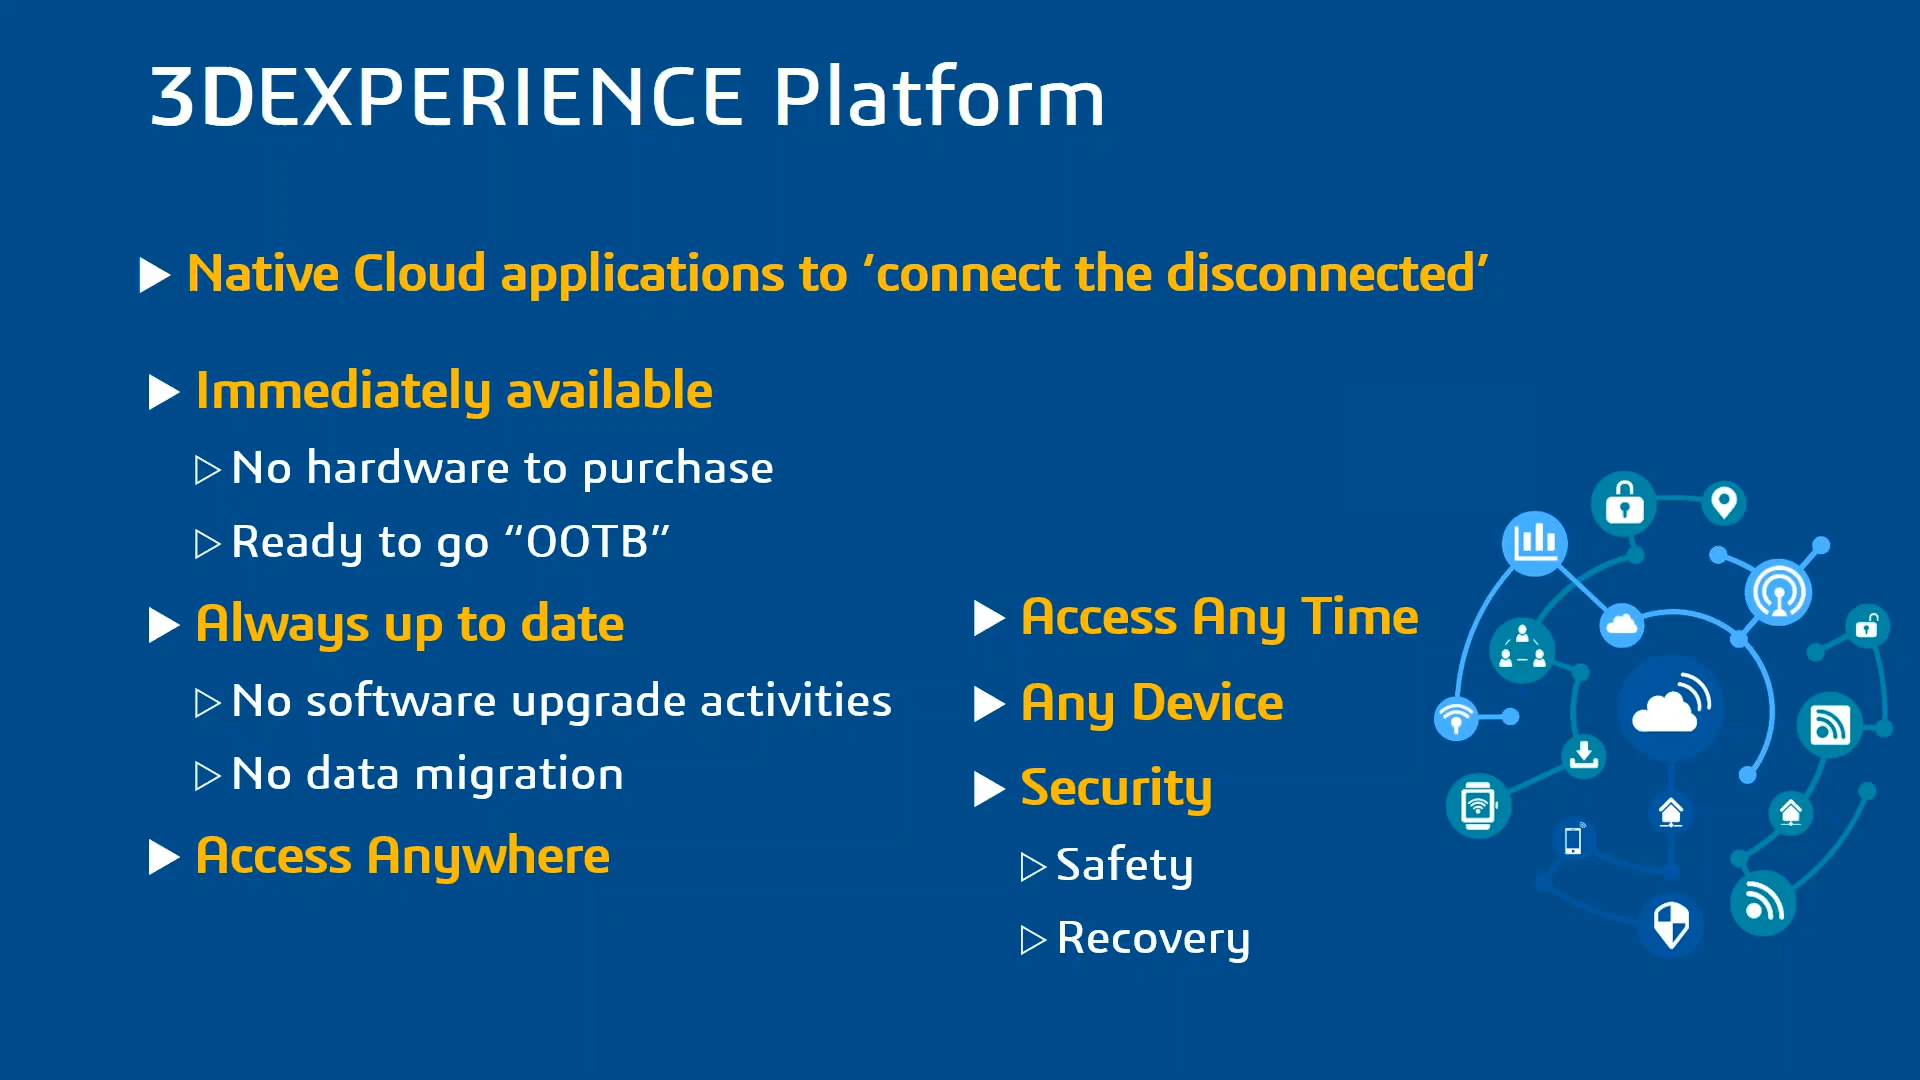 3DEXPERIENCE Platform
Native Cloud applications to ‘connect the disconnected’
Immediately available
No hardware to purchase
Ready to go “OOTB”
Always up to date
No software upgrade activities
No data migration
Access Anywhere
Access Any Time
Any Device
Security
Safety
Recovery